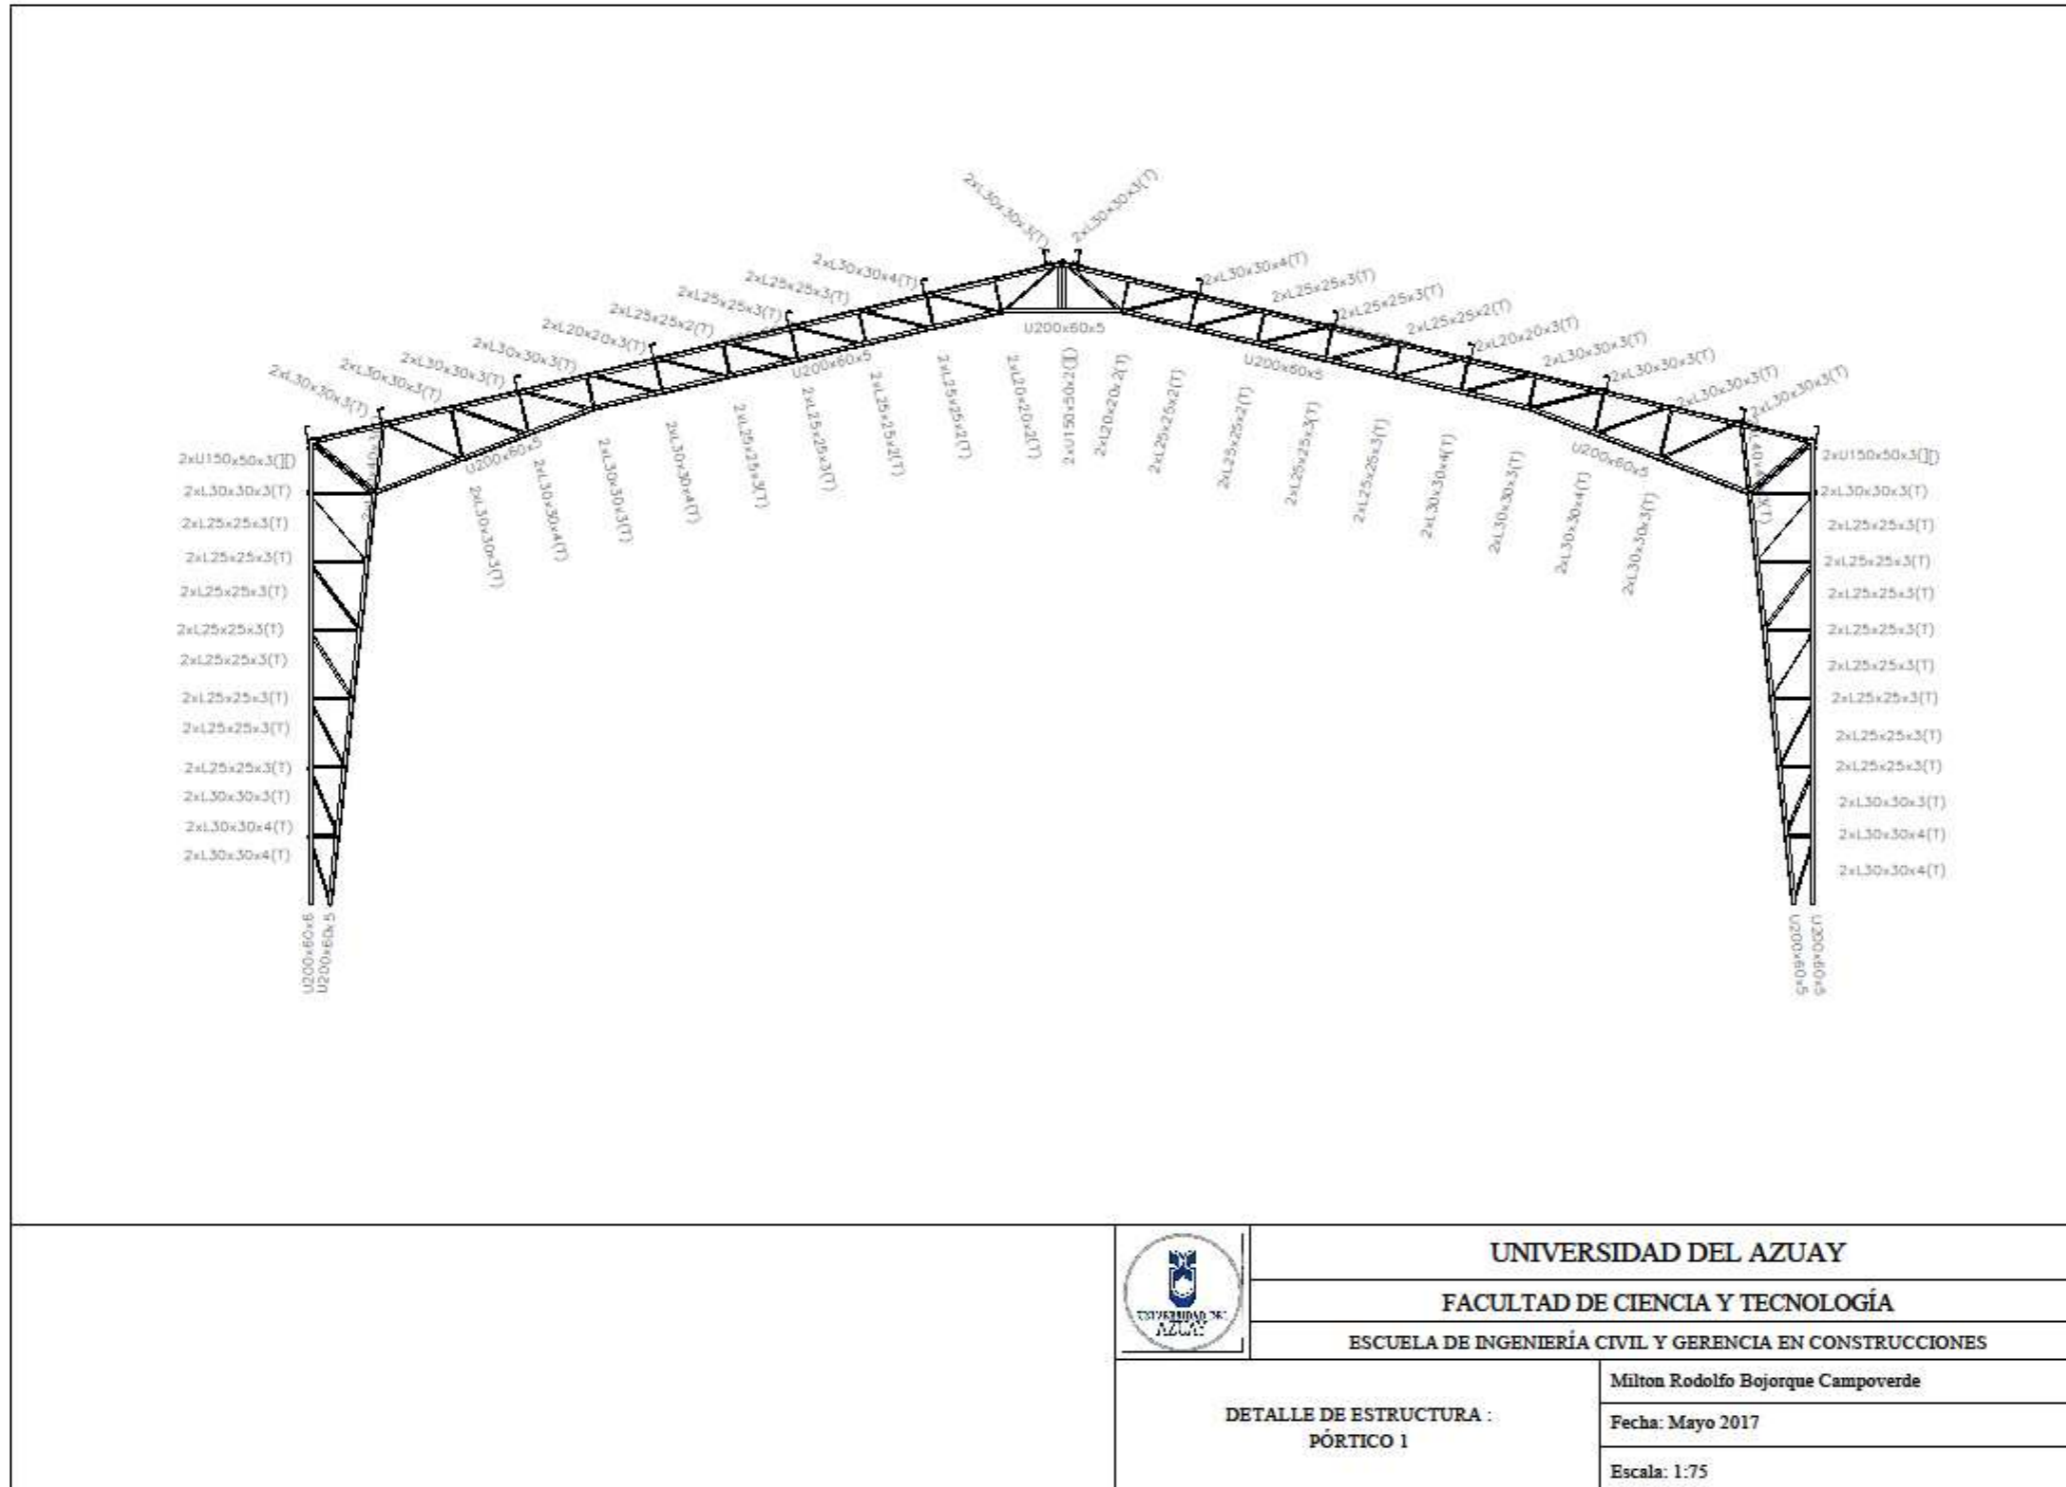 2xL30x30x3(T)
2xL30x30x3(T)
2xL30x30x4(T)
2xL25x25x3(T)
2xL25x25x3(T)
2xL25x25x2(T)
2xL20x20x3(T)
2xL30x30x3(T)
2xL30x30x3(T)
2xL30x30x3(T)
2xL30x30x3(T)
2xL30x30x4(T)
2xL25x25x3(T)
2xL25x25x3(T)
2xL25x25x2(T)
2xL20x20x3(T)
2xL30x30x3(T)
2xL30x30x3(T)
2xL30x30x3(T)
2xL30x30x3(T)
U200x60x5
U200x60x5
U200x60x5
U200x60x5
U200x60x5
2xL30x30x3(T)
2xL30x30x4(T)
2xL30x30x3(T)
2xL30x30x4(T)
2xL25x25x3(T)
2xL25x25x3(T)
2xL25x25x2(T)
2xL25x25x2(T)
2xL20x20x2(T)
2xU150x50x2([])
2xL20x20x2(T)
2xL25x25x2(T)
2xL25x25x2(T)
2xL25x25x3(T)
2xL25x25x3(T)
2xL30x30x4(T)
2xL30x30x3(T)
2xL30x30x4(T)
2xL30x30x3(T)
2xU150x50x3([])
2xL30x30x3(T)
2xL25x25x3(T)
2xL25x25x3(T)
2xL25x25x3(T)
2xL25x25x3(T)
2xL25x25x3(T)
2xL25x25x3(T)
2xL25x25x3(T)
2xL25x25x3(T)
2xL30x30x3(T)
2xL30x30x4(T)
2xL30x30x4(T)
2xU150x50x3([])
2xL30x30x3(T)
2xL25x25x3(T)
2xL25x25x3(T)
2xL25x25x3(T)
2xL25x25x3(T)
2xL25x25x3(T)
2xL25x25x3(T)
2xL25x25x3(T)
2xL25x25x3(T)
2xL30x30x3(T)
2xL30x30x4(T)
2xL30x30x4(T)
U200x60x5
U200x60x5
U200x60x5
UNIVERSIDAD DEL AZUAY
UNIVERSIDAD DEL AZUAY
FACULTAD DE CIENCIA Y TECNOLOGÍA
ESCUELA DE INGENIERÍA CIVIL Y GERENCIA EN CONSTRUCCIONES
DETALLE DE ESTRUCTURA :
PÓRTICO 1
Milton Rodolfo Bojorque Campoverde
Fecha: Mayo 2017
Escala: 1:75